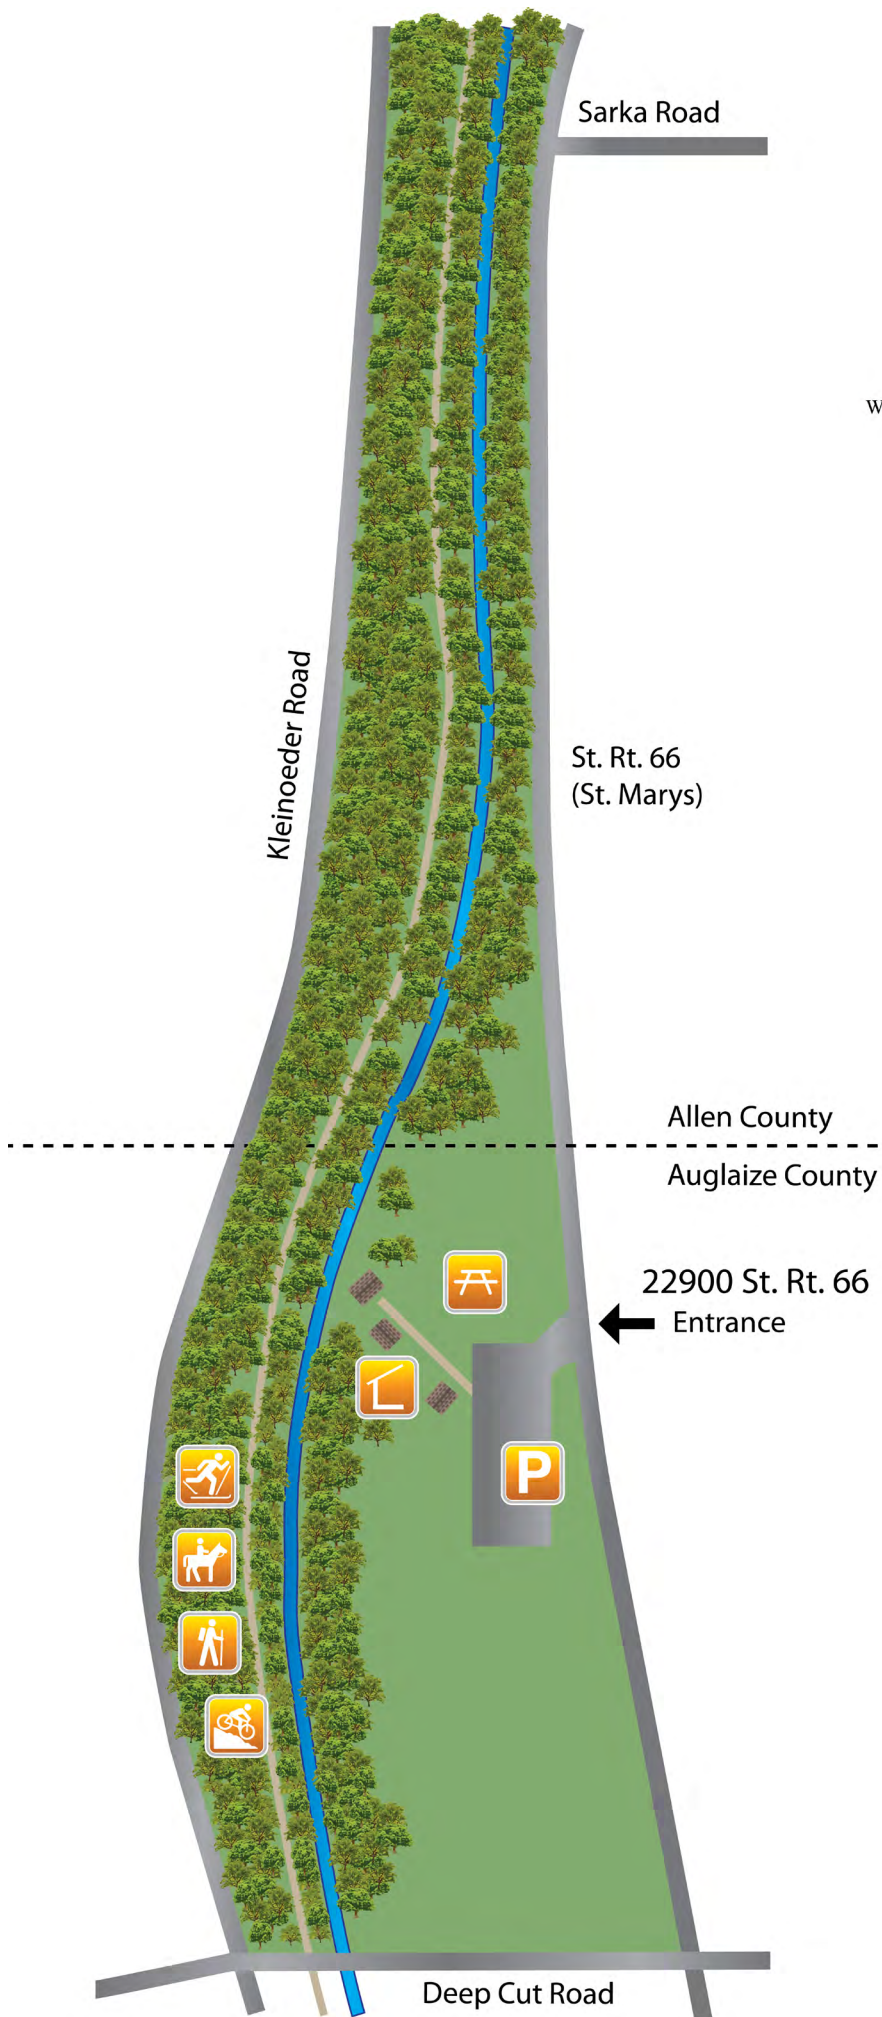 Sarka Road
w
Kleinoeder Road
St. Rt. 66
(St. Marys)
Allen County
Auglaize County
22900 St. Rt. 66
Entrance
P
Deep Cut Road